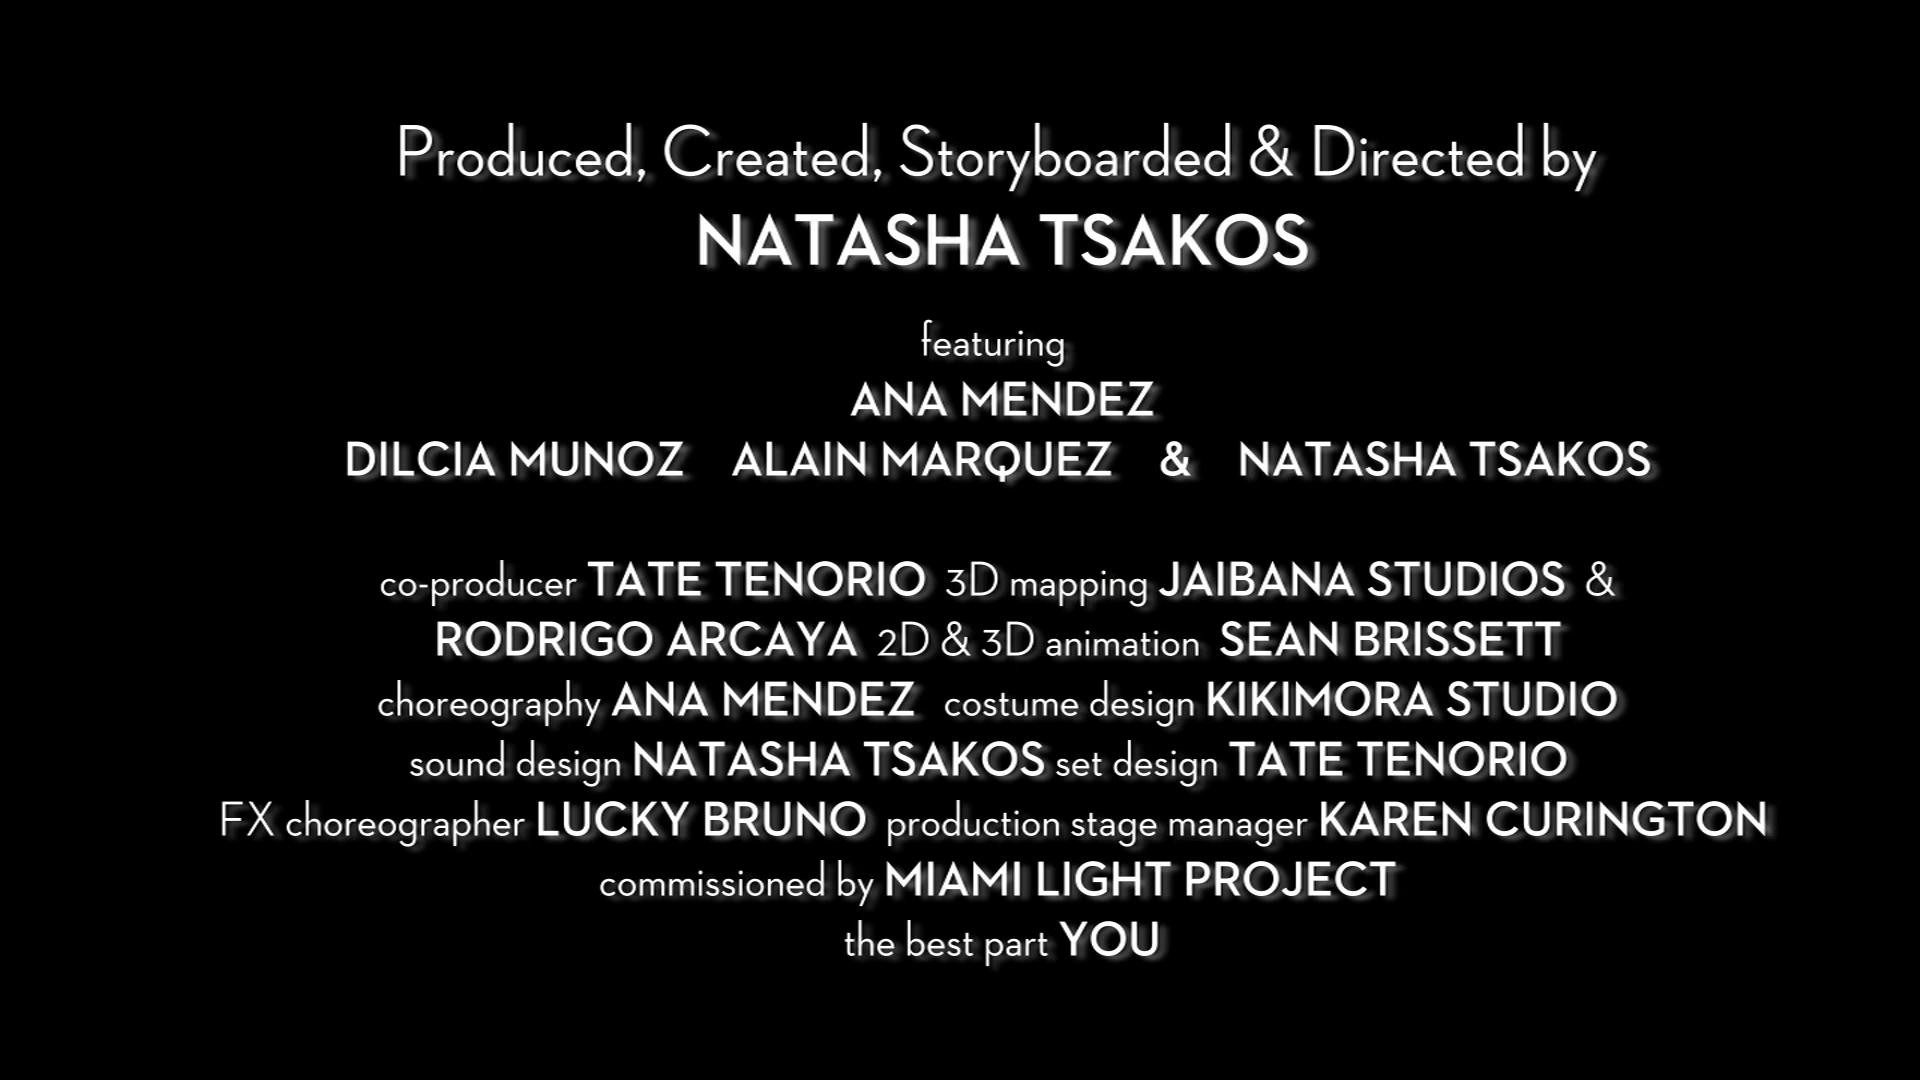 Produced, Created, Storyboarded & Directed by
NATASHA TSAKOS
featuring
ANA MENDEZ
DILCIA MUNOZ ALAIN MARQUEZ & NATASHA TSAKOS
co-producer TATE TENORIO 3D mapping JAIBANA STUDIOS &
RODRIGO ARCAYA 2D & 3D animation SEAN BRISSETT
choreography ANA MENDEZ costume design KIKIMORA STUDIO
sound design NATASHA TSAKOS set design TATE TENORIO
FX choreographer LUCKY BRUNO production stage manager KAREN CURINGTON
commissioned by MIAMI LIGHT PROJECT
the best part YOU